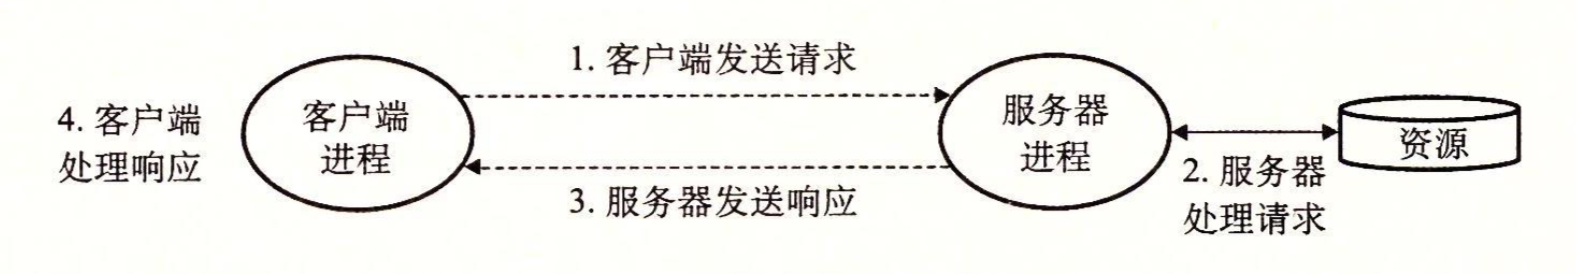 1. 客户端发送请求
4. 客户端
处理响应
客户端
进程
服务器
进程
资源
2. 服务器
处理请求
3. 服务器发送响应